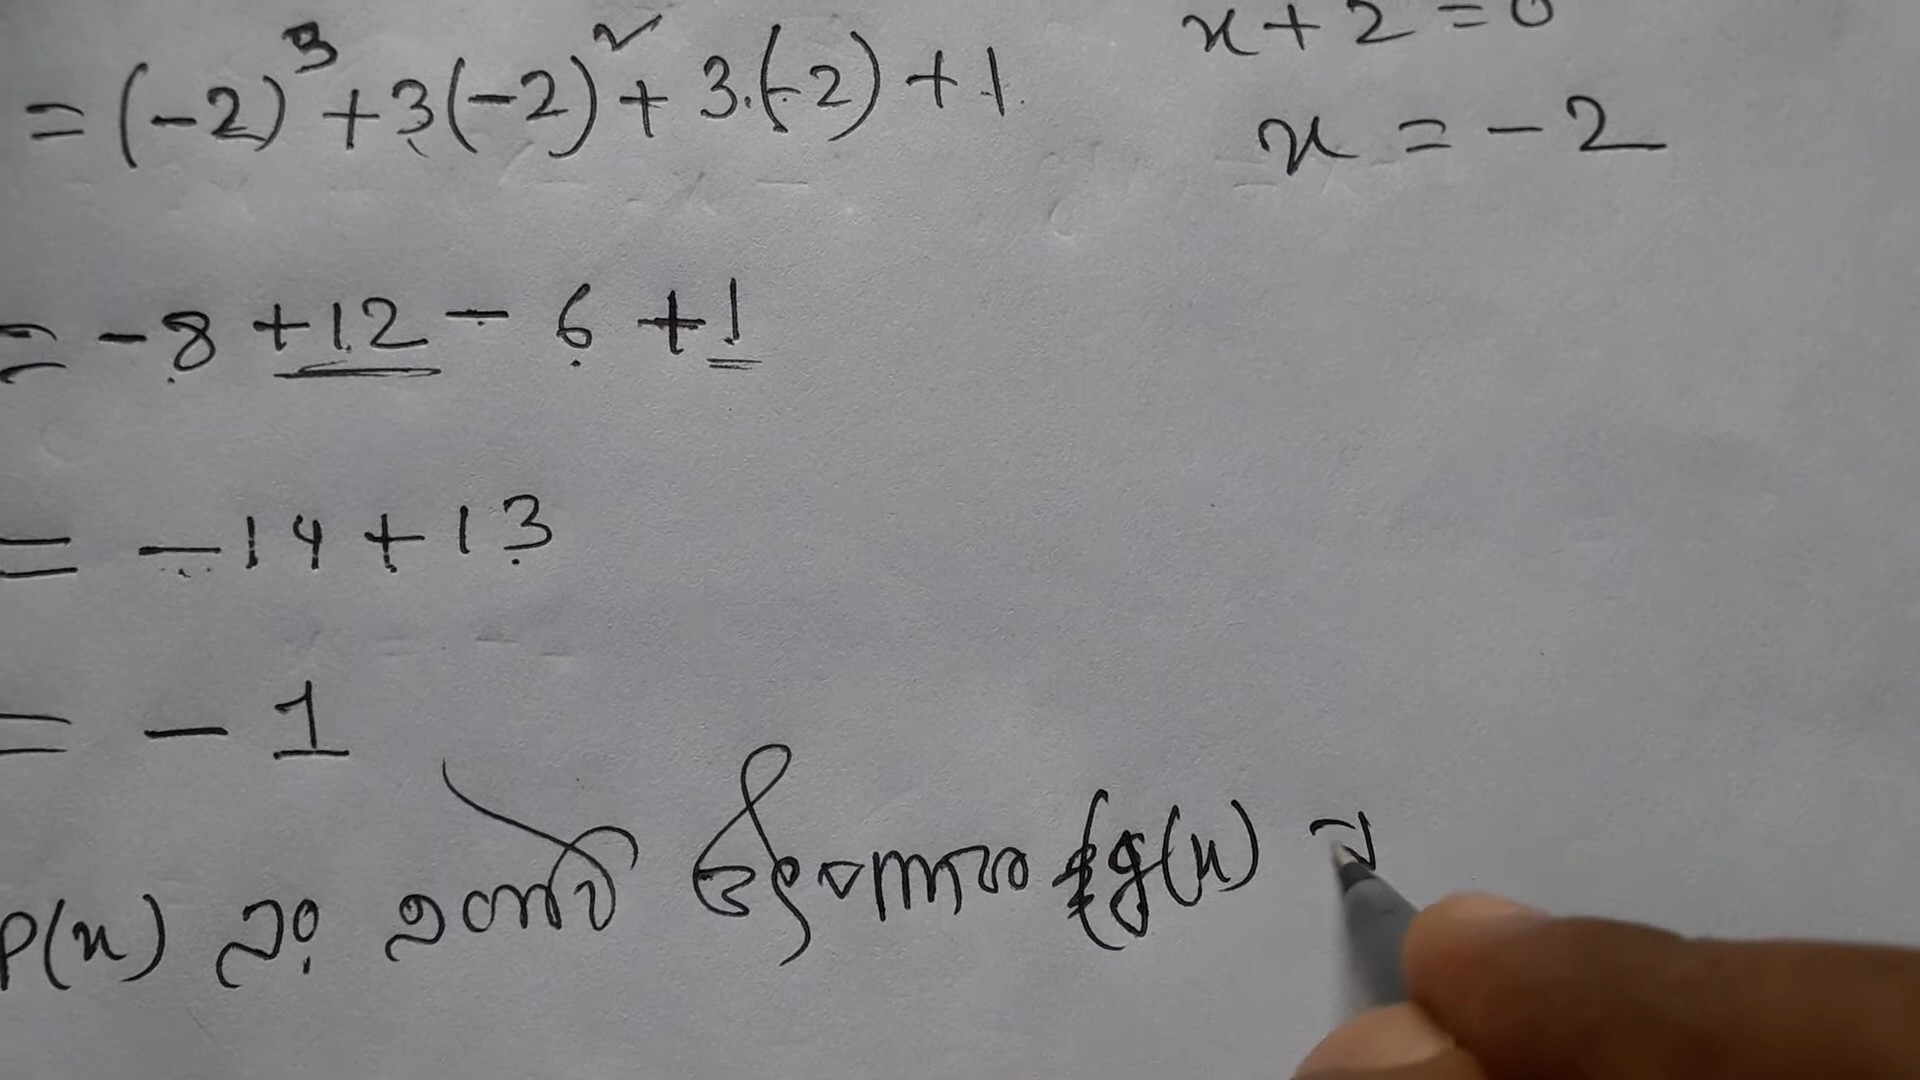 = (-2)³ + 3(-2)² + 3.(-2) + 1
x + 2 = 0
x = -2
= -8 + 12 - 6 + 1
= -14 + 13
= -1
P(x) g(x)